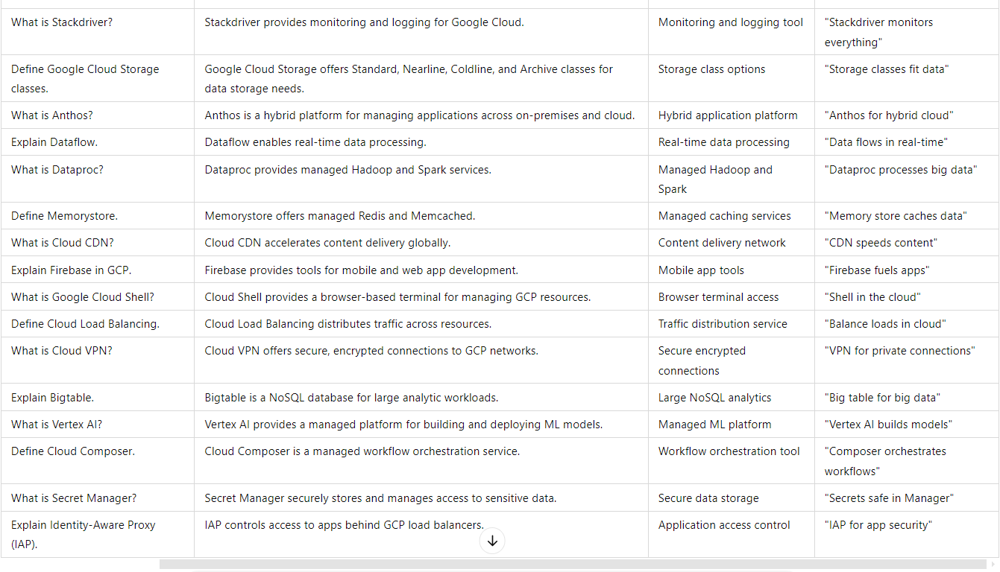 What is Stackdriver? Stackdriver provides monitoring and logging for Google Cloud. Monitoring and logging tool "Stackdriver monitors
everything"
Define Google Cloud Storage Google Cloud Storage offers Standard, Nearline, Coldline, and Archive classes for Storage class options "Storage classes fit data"
classes. data storage needs.
What is Anthos? Anthos is a hybrid platform for managing applications across on-premises and cloud. Hybrid application platform "Anthos for hybrid cloud"
Explain Dataflow. Dataflow enables real-time data processing. Real-time data processing "Data flows in real-time"
What is Dataproc? Dataproc provides managed Hadoop and Spark services. Managed Hadoop and "Dataproc processes big data"
Spark
Define Memorystore. Memorystore offers managed Redis and Memcached. Managed caching services "Memory store caches data"
What is Cloud CDN? Cloud CDN accelerates content delivery globally. Content delivery network "CDN speeds content"
Explain Firebase in GCP. Firebase provides tools for mobile and web app development. Mobile app tools "Firebase fuels apps"
What is Google Cloud Shell? Cloud Shell provides a browser-based terminal for managing GCP resources. Browser terminal access "Shell in the cloud"
Define Cloud Load Balancing. Cloud Load Balancing distributes traffic across resources. Traffic distribution service "Balance loads in cloud"
What is Cloud VPN? Cloud VPN offers secure, encrypted connections to GCP networks. Secure encrypted "VPN for private connections"
connections
Explain Bigtable. Bigtable is a NoSQL database for large analytic workloads. Large NoSQL analytics "Big table for big data"
What is Vertex AI? Vertex AI provides a managed platform for building and deploying ML models. Managed ML platform "Vertex AI builds models"
Define Cloud Composer. Cloud Composer is a managed workflow orchestration service. Workflow orchestration tool "Composer orchestrates
workflows"
What is Secret Manager? Secret Manager securely stores and manages access to sensitive data. Secure data storage "Secrets safe in Manager"
Explain Identity-Aware Proxy IAP controls access to apps behind GCP load balancers. Application access control "IAP for app security"
(IAP).